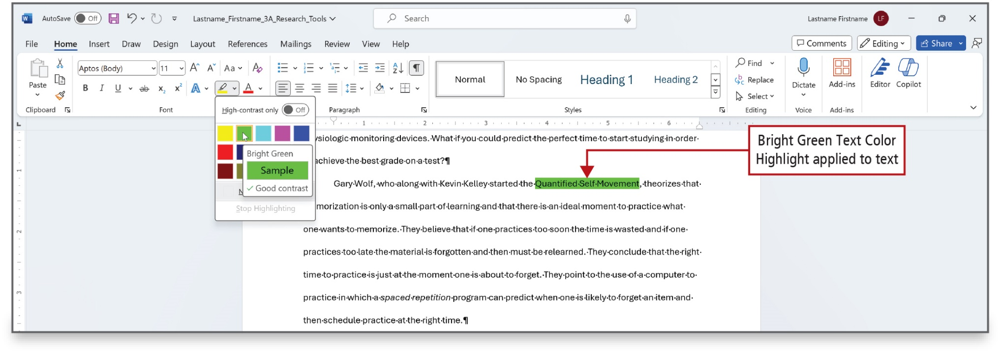 AutoSave Off Lastname_Firstname_3A_Research_Tools Search Lastname Firstname LF
File Home Insert Draw Design Layout References Mailings Review View Help Comments Editing Share
Aptos (Body) 11 Aa
Paste
B I U ab x₂ x² A A
Normal No Spacing Heading 1 Heading 2
Find
Replace
Select
Dictate Add-ins Editor Copilot
Clipboard Font Paragraph Styles Editing Voice Add-ins
High-contrast only Off
Bright Green
Sample
Good contrast
Stop Highlighting
1 2 3 4 5 6
1
2
3
Bright Green Text Color
Highlight applied to text
ysiologic·monitoring·devices.·What·if·you·could·predict·the·perfect·time·to·start·studying·in·order·
achieve·the·best·grade·on·a·test?¶
Gary·Wolf,·who·along·with·Kevin·Kelley·started·the·Quantified·Self·Movement,·theorizes·that·
morization·is·only·a·small·part·of·learning·and·that·there·is·an·ideal·moment·to·practice·what·
one·wants·to·memorize.·They·believe·that·if·one·practices·too·soon·the·time·is·wasted·and·if·one·
practices·too·late·the·material·is·forgotten·and·then·must·be·relearned.·They·conclude·that·the·right·
time·to·practice·is·just·at·the·moment·one·is·about·to·forget.·They·point·to·the·use·of·a·computer·to·
practice·in·which·a·spaced·repetition·program·can·predict·when·one·is·likely·to·forget·an·item·and·
then·schedule·practice·at·the·right·time.¶